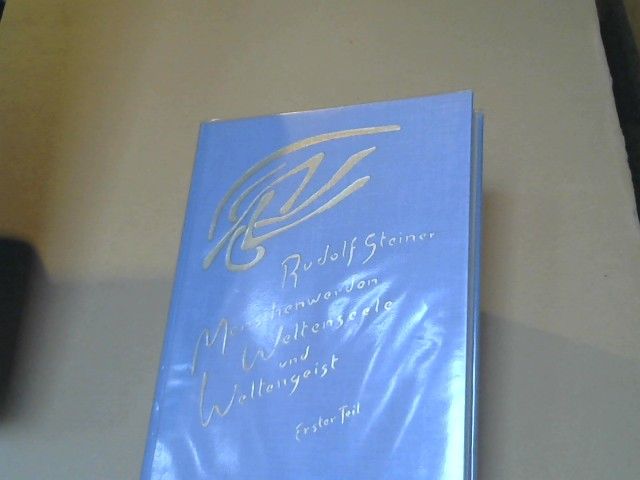 Rudolf Steiner
Menschenwerden
Weltenseele
und
Weltengeist
Erster Teil